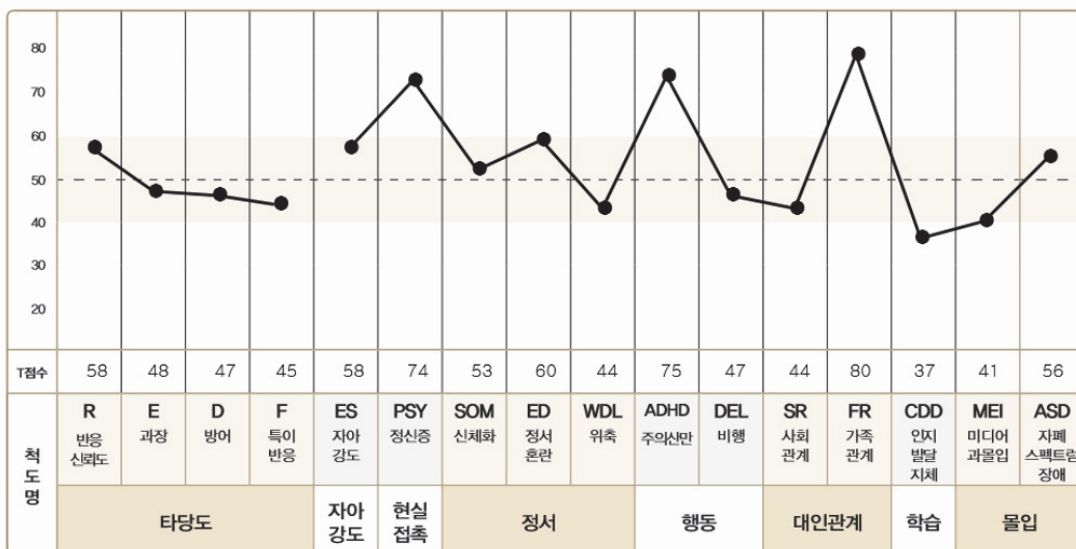 80
70
60
50
40
30
20
T점수 58 48 47 45 58 74 53 60 44 75 47 44 80 37 41 56
척도명
R E D F ES PSY SOM ED WDL ADHD DEL SR FR CDD MEI ASD
반응 신뢰도 과장 방어 특이 반응 자아 강도 정신증 신체화 정서 혼란 위축 주의산만 비행 사회 관계 가족 관계 인지 발달 지체 미디어 과몰입 자폐 스펙트럼 장애
타당도 자아 강도 현실 접촉 정서 행동 대인관계 학습 몰입